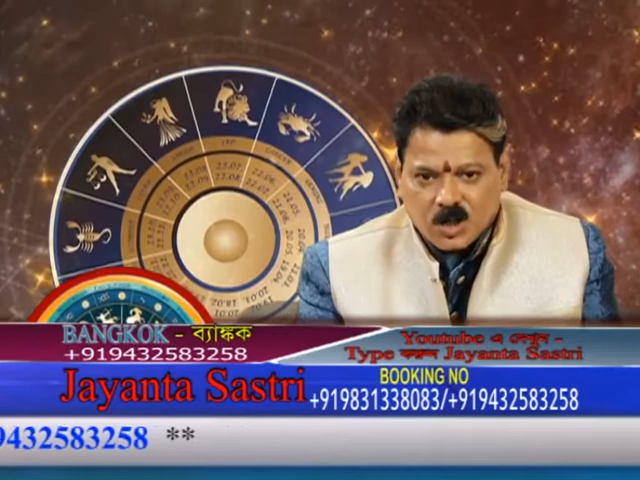 BANGKOK - ব্যাঙ্কক
+919432583258
Youtube এ দেখুন -
Type করুন Jayanta Sastri
Jayanta Sastri
BOOKING NO
+919831338083/+919432583258
9432583258 **